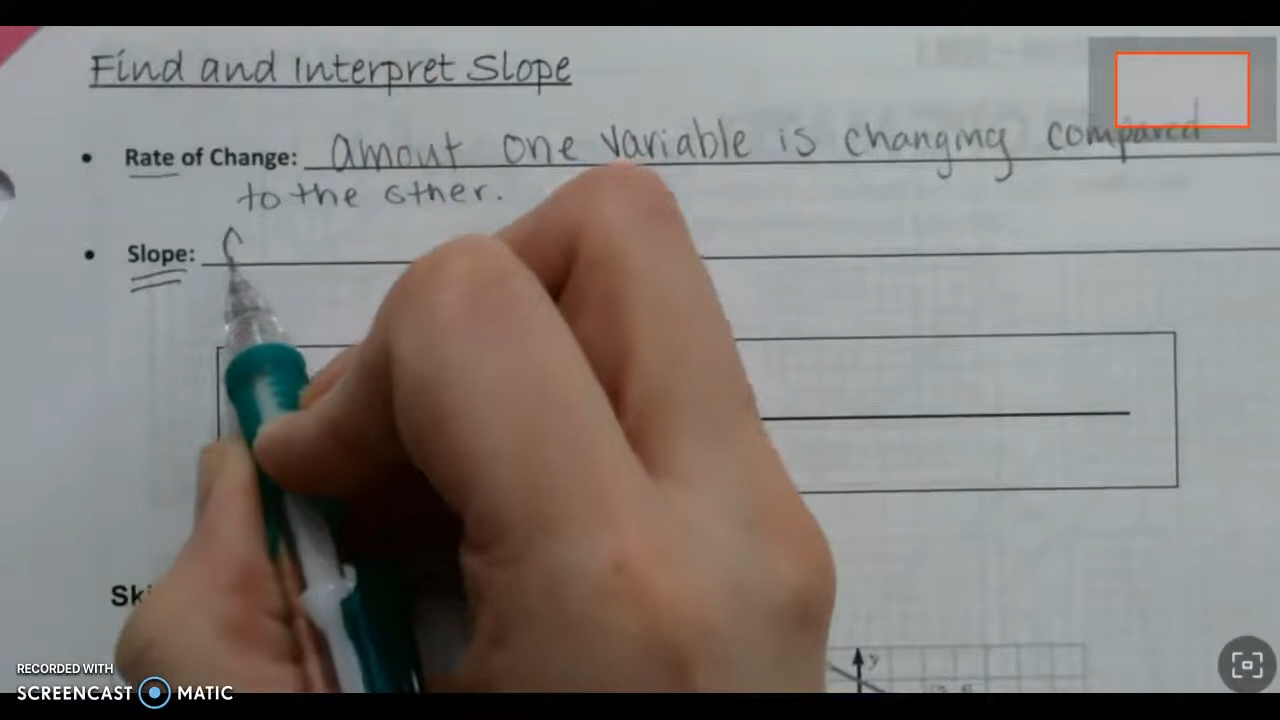 Find and Interpret Slope
• Rate of Change: amout one variable is changing compared
to the other.
• Slope:
Sk
y
RECORDED WITH
SCREENCAST MATIC